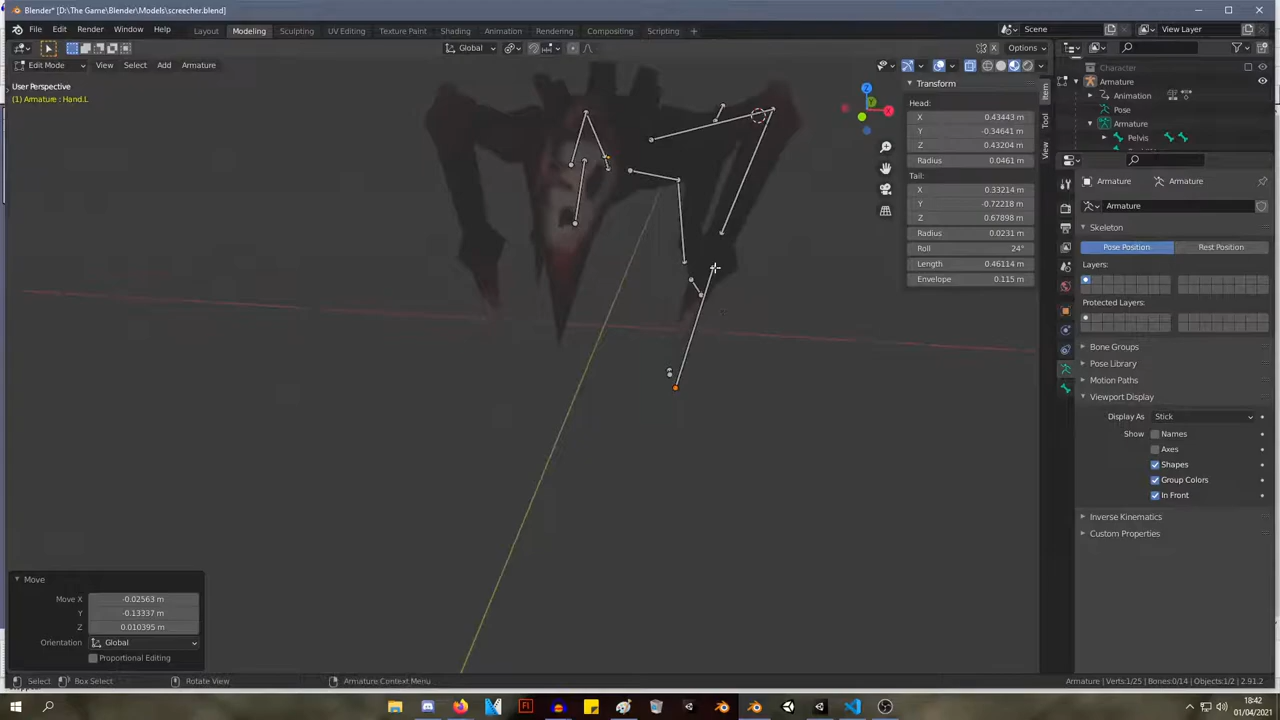 Blender* [D:\The Game\Blender\Models\screecher.blend]
File Edit Render Window Help Layout Modeling Sculpting UV Editing Texture Paint Shading Animation Rendering Compositing Scripting + Scene View Layer
Global Options
Edit Mode View Select Add Armature
User Perspective
(1) Armature : Hand.L
Z
Y
X
Transform
Head:
X 0.43443 m
Y -0.34641 m
Z 0.43204 m
Radius 0.0461 m
Tail:
X 0.33214 m
Y -0.72218 m
Z 0.67898 m
Radius 0.0231 m
Roll 24°
Length 0.46114 m
Envelope 0.115 m
Item
Tool
View
Character
Armature
Animation
Pose
Armature
Pelvis
Armature Armature
Armature
Skeleton
Pose Position Rest Position
Layers:
Protected Layers:
Bone Groups
Pose Library
Motion Paths
Viewport Display
Display As Stick
Show Names
Axes
Shapes
Group Colors
In Front
Inverse Kinematics
Custom Properties
Move
Move X -0.02563 m
Y -0.13337 m
Z 0.010395 m
Orientation Global
Proportional Editing
Select Box Select Rotate View Armature Context Menu Armature | Verts:1/25 | Bones:0/14 | Objects:1/2 | 2.91.2
18:42
01/04/2021